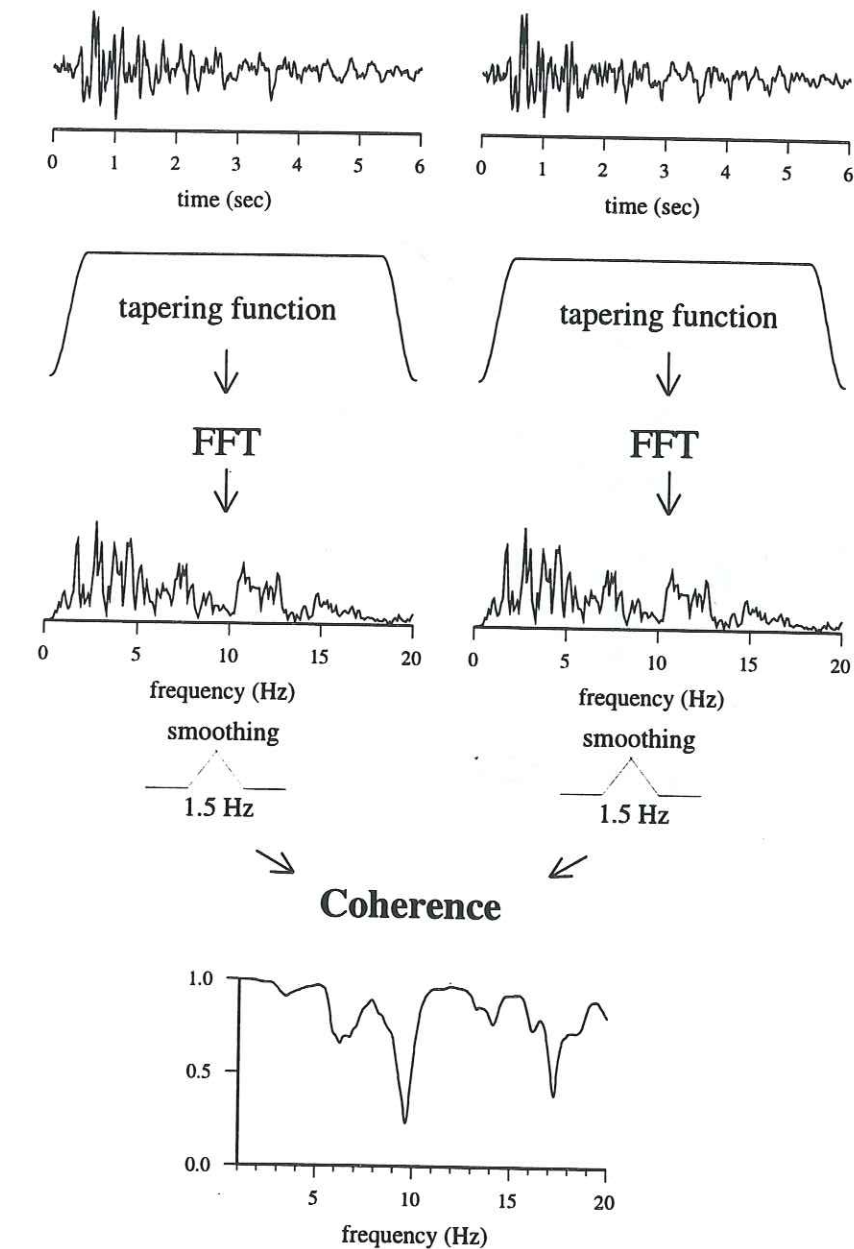 0 1 2 3 4 5 6
time (sec)
0 1 2 3 4 5 6
time (sec)
tapering function
tapering function
FFT
FFT
0 5 10 15 20
frequency (Hz)
0 5 10 15 20
frequency (Hz)
smoothing
smoothing
1.5 Hz
1.5 Hz
Coherence
1.0
0.5
0.0
5 10 15 20
frequency (Hz)